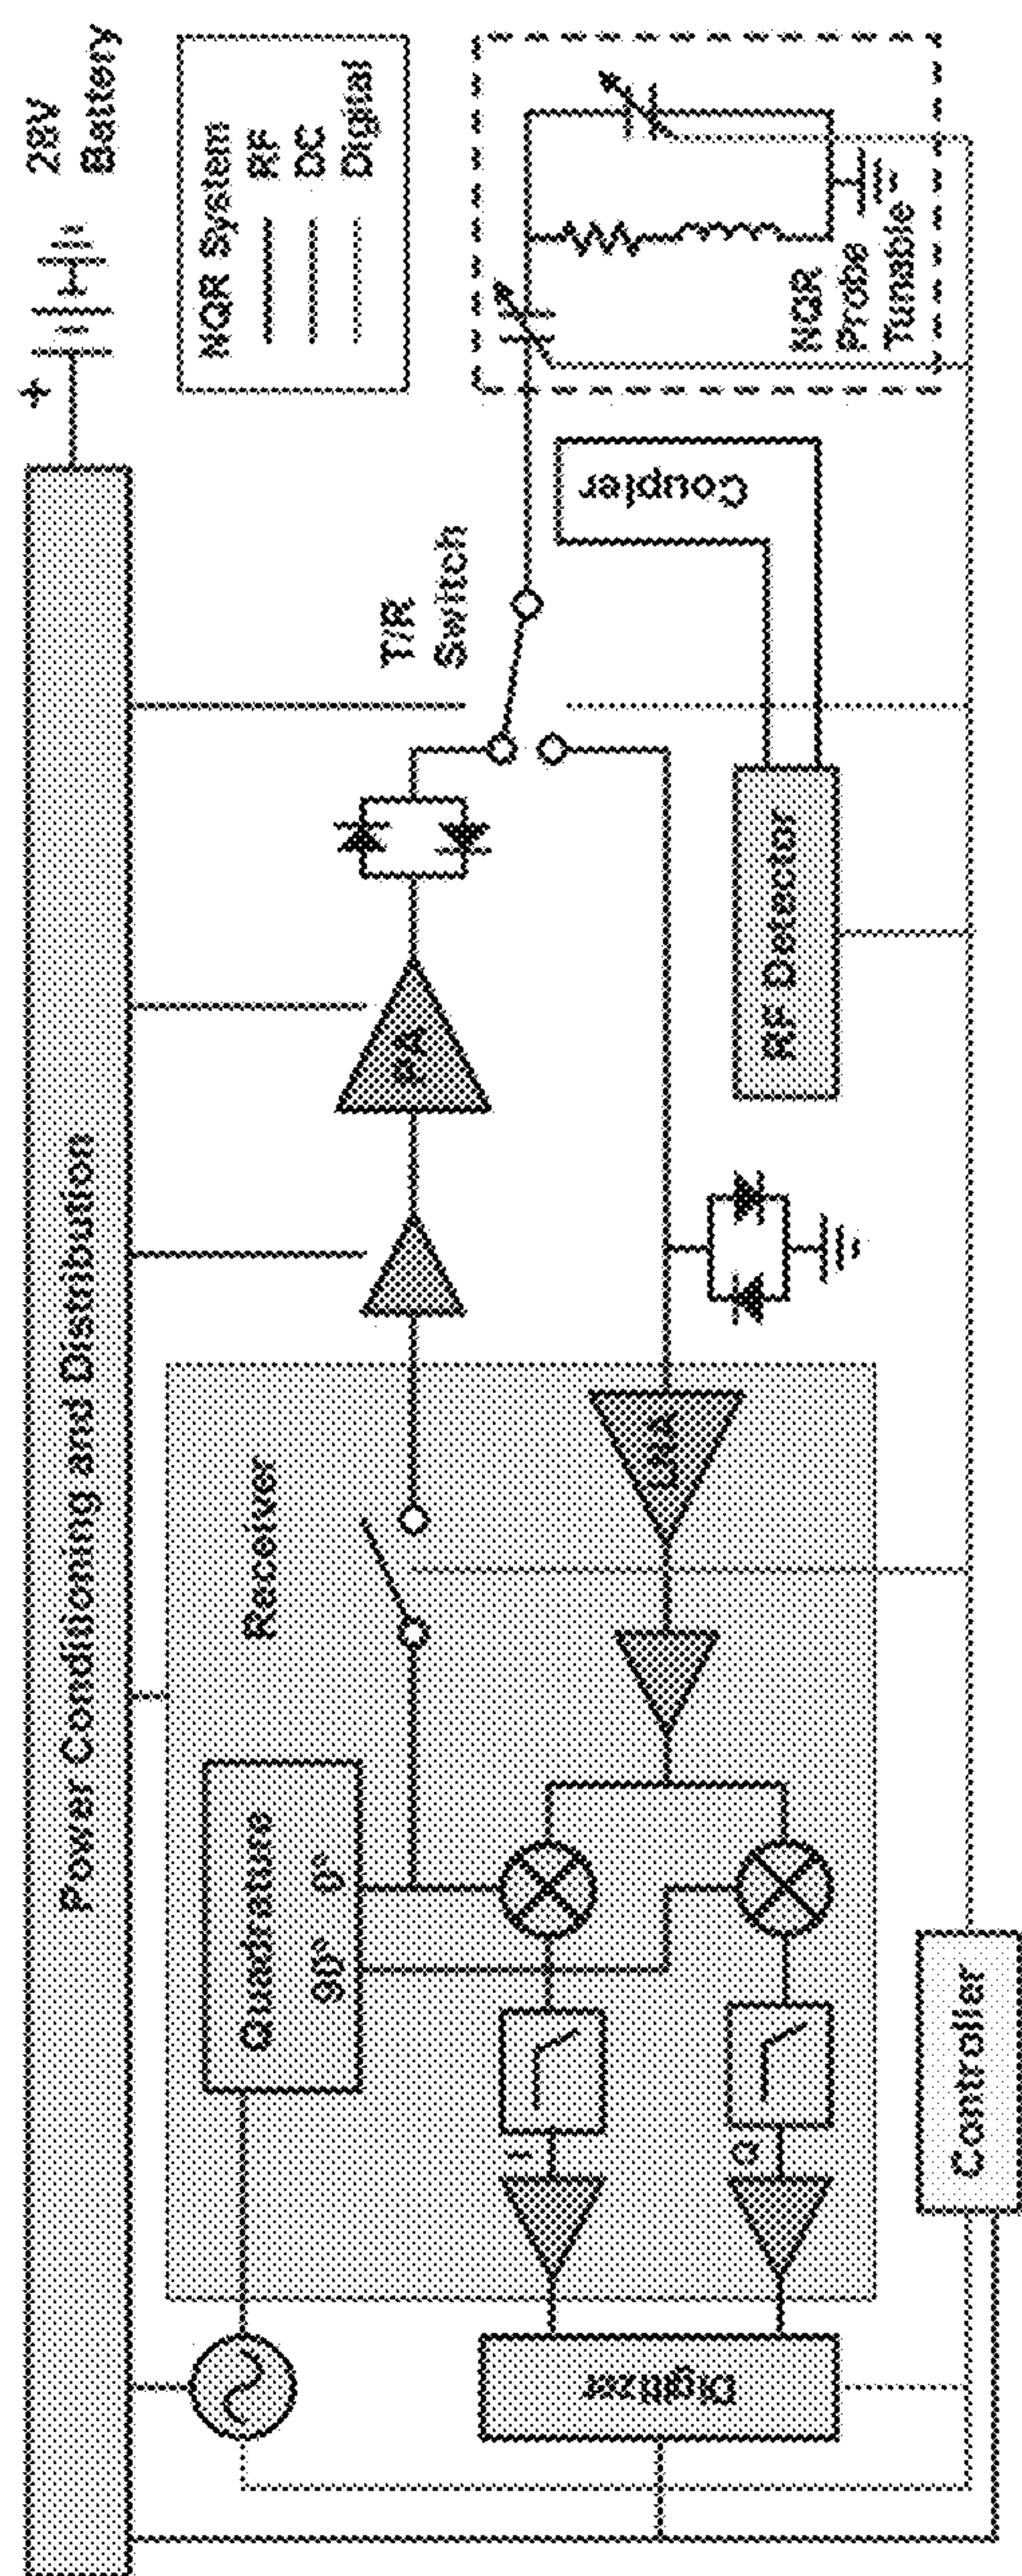 28V
Battery
NQR System
RF
DC
Digital
Power Conditioning and Distribution
T/R
Switch
NQR
Probe
Tunable
Coupler
PA
RF Detector
Receiver
LNA
Quadrature
90° 0°
I
Q
Digitizer
Controller